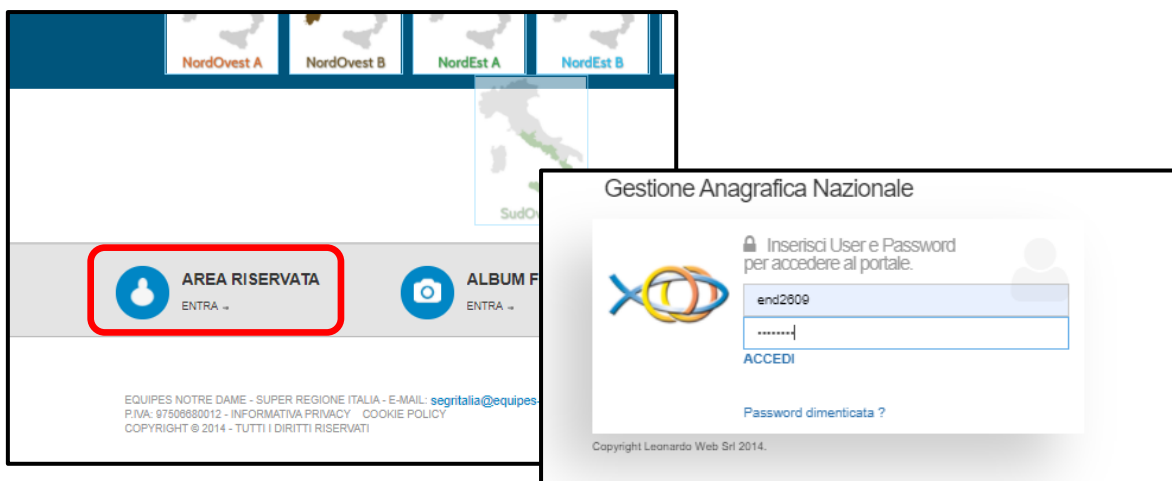 NordOvest A
NordOvest B
NordEst A
NordEst B
AREA RISERVATA
ENTRA
ALBUM F
ENTRA
EQUIPES NOTRE DAME - SUPER REGIONE ITALIA - E-MAIL: segritalia@equipes-
P.IVA: 97506680012 - INFORMATIVA PRIVACY COOKIE POLICY
COPYRIGHT © 2014 - TUTTI I DIRITTI RISERVATI
Gestione Anagrafica Nazionale
Inserisci User e Password
per accedere al portale.
end2609
••••••••
ACCEDI
Password dimenticata ?
Copyright Leonardo Web Srl 2014.